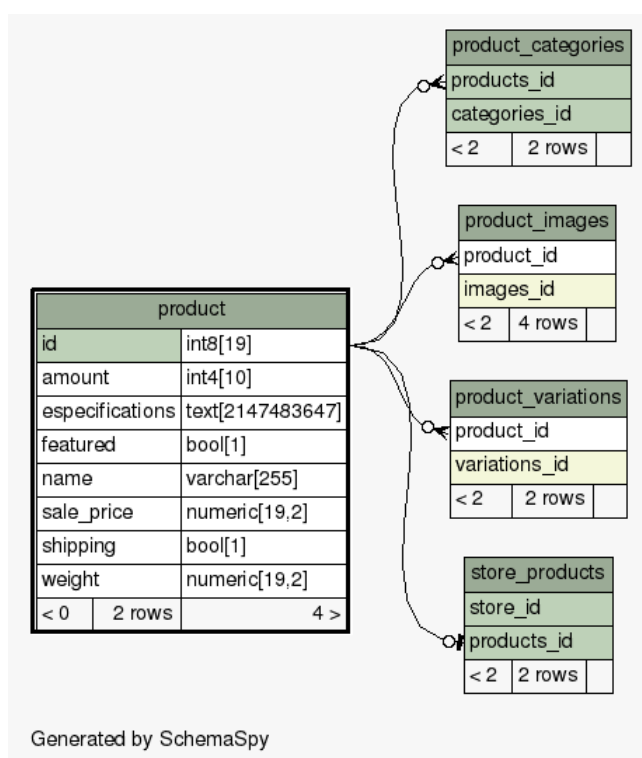 product_categories
products_id
categories_id
< 2 2 rows
product_images
product_id
images_id
< 2 4 rows
product
id int8[19]
amount int4[10]
especifications text[2147483647]
featured bool[1]
name varchar[255]
sale_price numeric[19,2]
shipping bool[1]
weight numeric[19,2]
< 0 2 rows 4 >
product_variations
product_id
variations_id
< 2 2 rows
store_products
store_id
products_id
< 2 2 rows
Generated by SchemaSpy